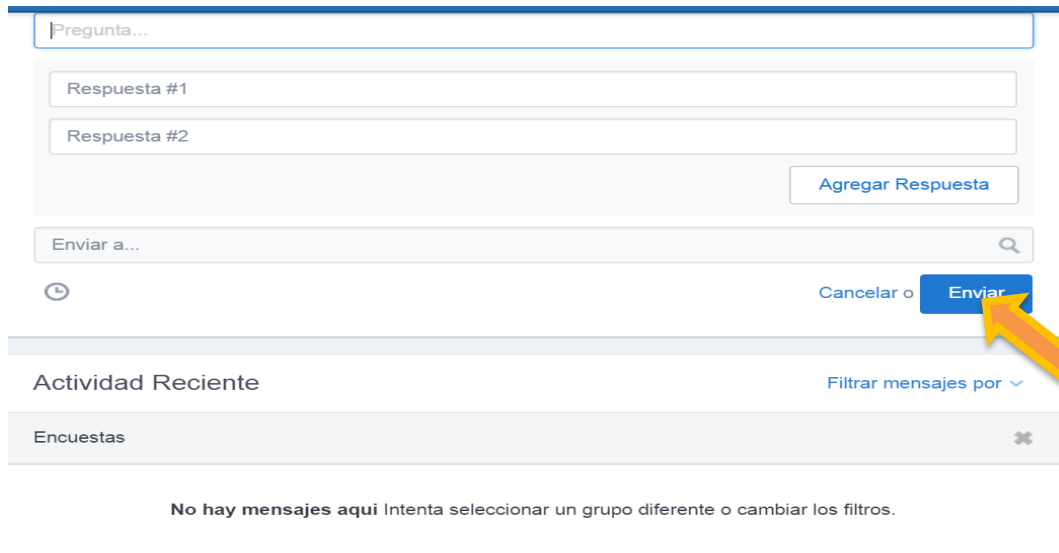 Pregunta...
Respuesta #1
Respuesta #2
Agregar Respuesta
Enviar a...
Cancelar o Enviar
Actividad Reciente Filtrar mensajes por
Encuestas
No hay mensajes aqui Intenta seleccionar un grupo diferente o cambiar los filtros.